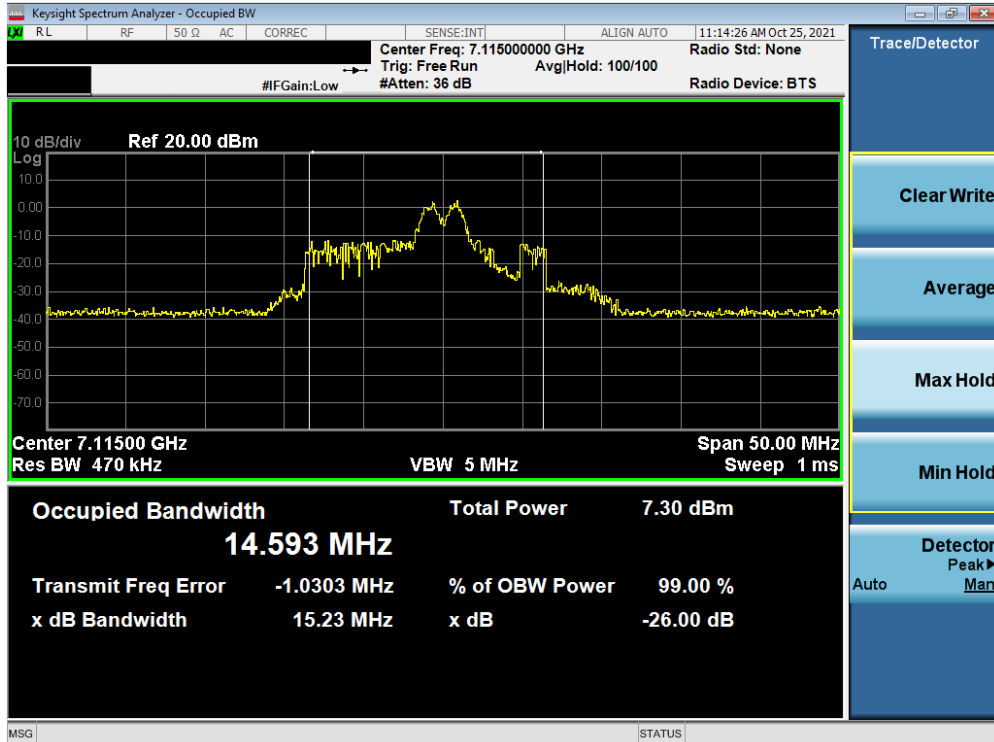 Keysight Spectrum Analyzer - Occupied BW
LXI RL RF 50 Ω AC CORREC SENSE:INT ALIGN AUTO 11:14:26 AM Oct 25, 2021
Center Freq: 7.115000000 GHz Radio Std: None
Trig: Free Run Avg|Hold: 100/100
#IFGain:Low #Atten: 36 dB Radio Device: BTS
Trace/Detector
10 dB/div Ref 20.00 dBm
Log
10.0
0.00
-10.0
-20.0
-30.0
-40.0
-50.0
-60.0
-70.0
Center 7.11500 GHz Span 50.00 MHz
Res BW 470 kHz VBW 5 MHz Sweep 1 ms
Occupied Bandwidth Total Power 7.30 dBm
14.593 MHz
Transmit Freq Error -1.0303 MHz % of OBW Power 99.00 %
x dB Bandwidth 15.23 MHz x dB -26.00 dB
Clear Write
Average
Max Hold
Min Hold
Detector
Peak▶
Auto Man
MSG STATUS